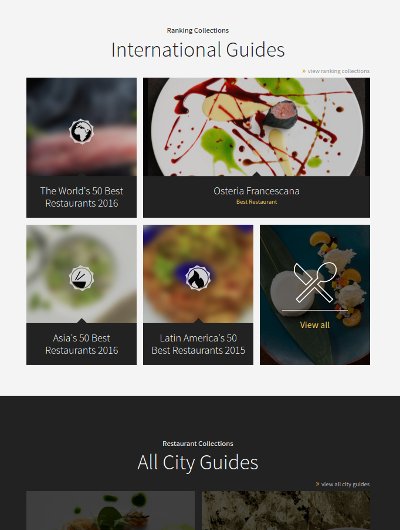 Ranking Collections
International Guides
» view ranking collections
The World's 50 Best
Restaurants 2016
Osteria Francescana
Best Restaurant
Asia's 50 Best
Restaurants 2016
Latin America's 50
Best Restaurants 2015
View all
Restaurant Collections
All City Guides
» view all city guides